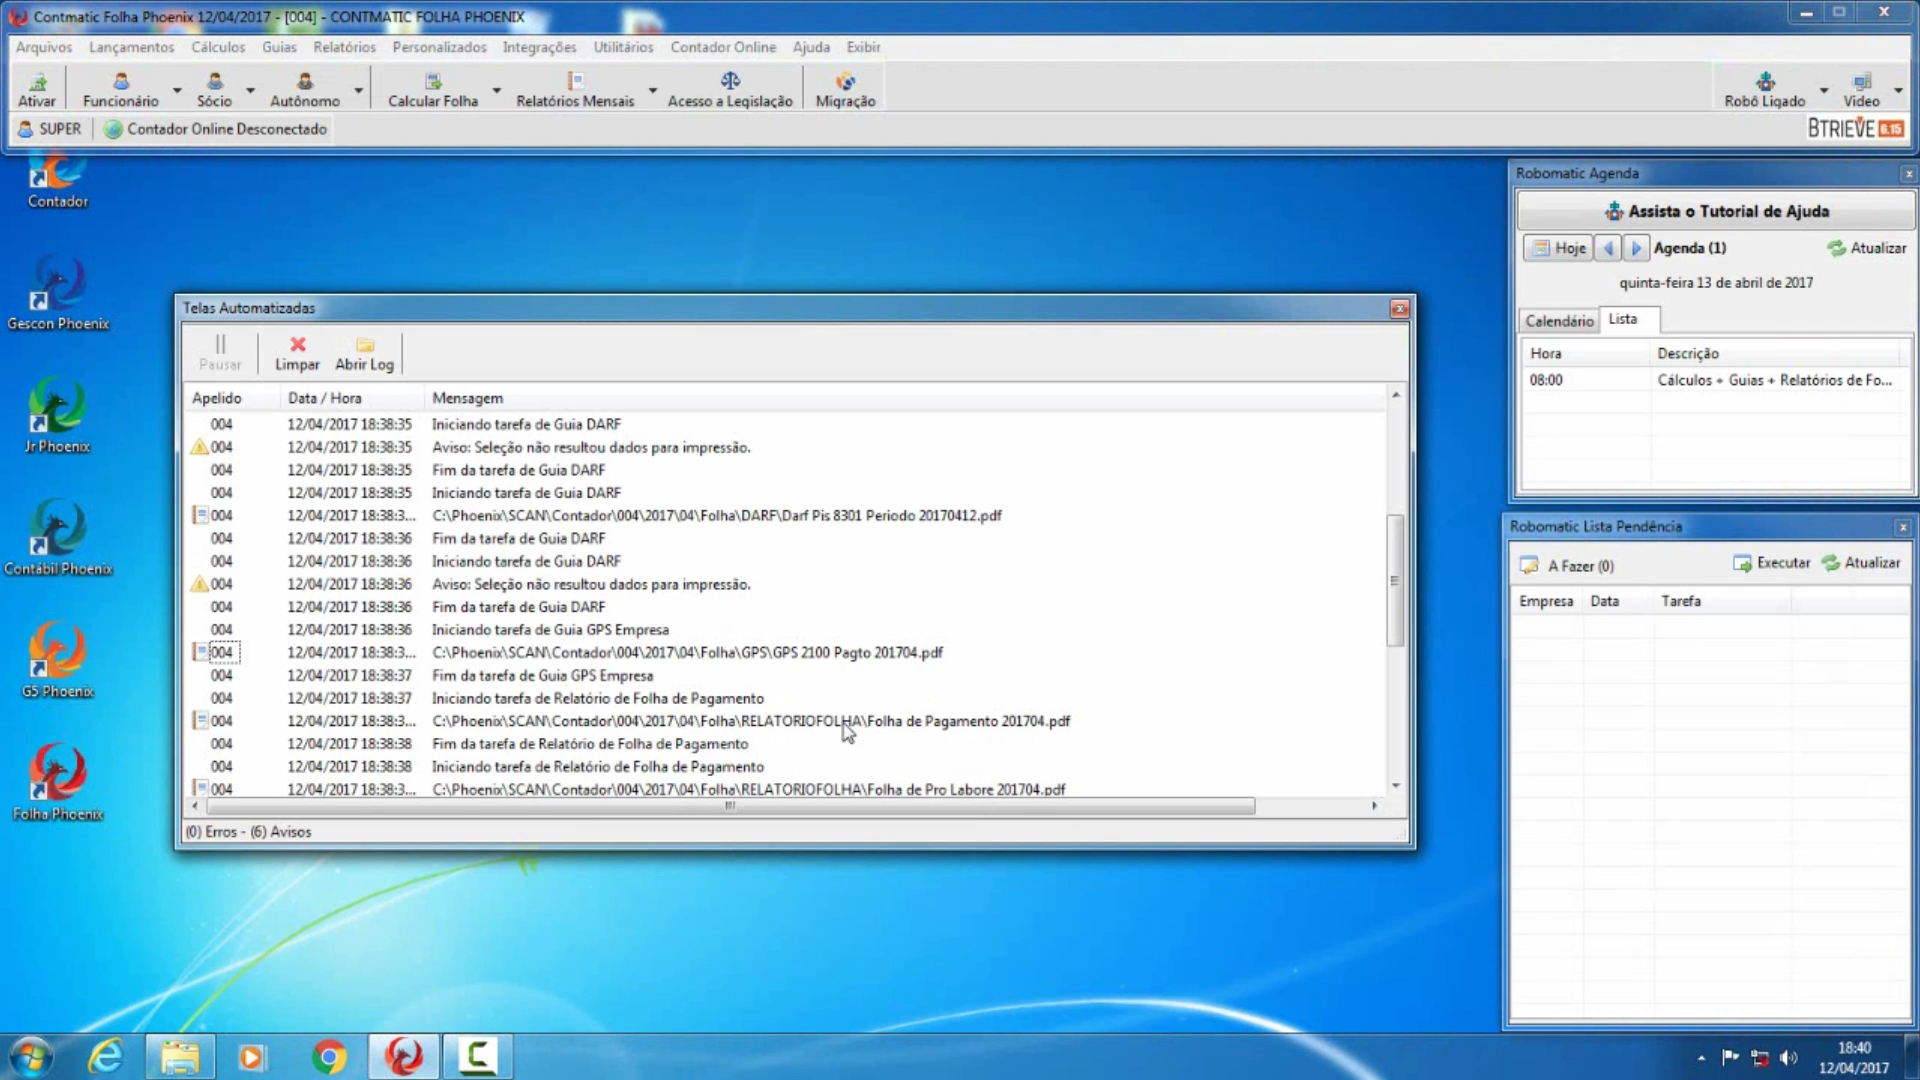 Contmatic Folha Phoenix 12/04/2017 - [004] - CONTMATIC FOLHA PHOENIX
Arquivos Lançamentos Cálculos Guias Relatórios Personalizados Integrações Utilitários Contador Online Ajuda Exibir
Ativar Funcionário Sócio Autônomo Calcular Folha Relatórios Mensais Acesso a Legislação Migração Robô Ligado Video
SUPER Contador Online Desconectado BTRIEVE 6.15
Contador
Gescon Phoenix
Jr Phoenix
Contábil Phoenix
G5 Phoenix
Folha Phoenix
Telas Automatizadas
Pausar Limpar Abrir Log
Apelido Data / Hora Mensagem
004 12/04/2017 18:38:35 Iniciando tarefa de Guia DARF
004 12/04/2017 18:38:35 Aviso: Seleção não resultou dados para impressão.
004 12/04/2017 18:38:35 Fim da tarefa de Guia DARF
004 12/04/2017 18:38:35 Iniciando tarefa de Guia DARF
004 12/04/2017 18:38:3... C:\Phoenix\SCAN\Contador\004\2017\04\Folha\DARF\Darf Pis 8301 Periodo 20170412.pdf
004 12/04/2017 18:38:36 Fim da tarefa de Guia DARF
004 12/04/2017 18:38:36 Iniciando tarefa de Guia DARF
004 12/04/2017 18:38:36 Aviso: Seleção não resultou dados para impressão.
004 12/04/2017 18:38:36 Fim da tarefa de Guia DARF
004 12/04/2017 18:38:36 Iniciando tarefa de Guia GPS Empresa
004 12/04/2017 18:38:3... C:\Phoenix\SCAN\Contador\004\2017\04\Folha\GPS\GPS 2100 Pagto 201704.pdf
004 12/04/2017 18:38:37 Fim da tarefa de Guia GPS Empresa
004 12/04/2017 18:38:37 Iniciando tarefa de Relatório de Folha de Pagamento
004 12/04/2017 18:38:3... C:\Phoenix\SCAN\Contador\004\2017\04\Folha\RELATORIOFOLHA\Folha de Pagamento 201704.pdf
004 12/04/2017 18:38:38 Fim da tarefa de Relatório de Folha de Pagamento
004 12/04/2017 18:38:38 Iniciando tarefa de Relatório de Folha de Pagamento
004 12/04/2017 18:38:3... C:\Phoenix\SCAN\Contador\004\2017\04\Folha\RELATORIOFOLHA\Folha de Pro Labore 201704.pdf
(0) Erros - (6) Avisos
Robomatic Agenda
Assista o Tutorial de Ajuda
Hoje Agenda (1) Atualizar
quinta-feira 13 de abril de 2017
Calendário Lista
Hora Descrição
08:00 Cálculos + Guias + Relatórios de Fo...
Robomatic Lista Pendência
A Fazer (0) Executar Atualizar
Empresa Data Tarefa
18:40
12/04/2017